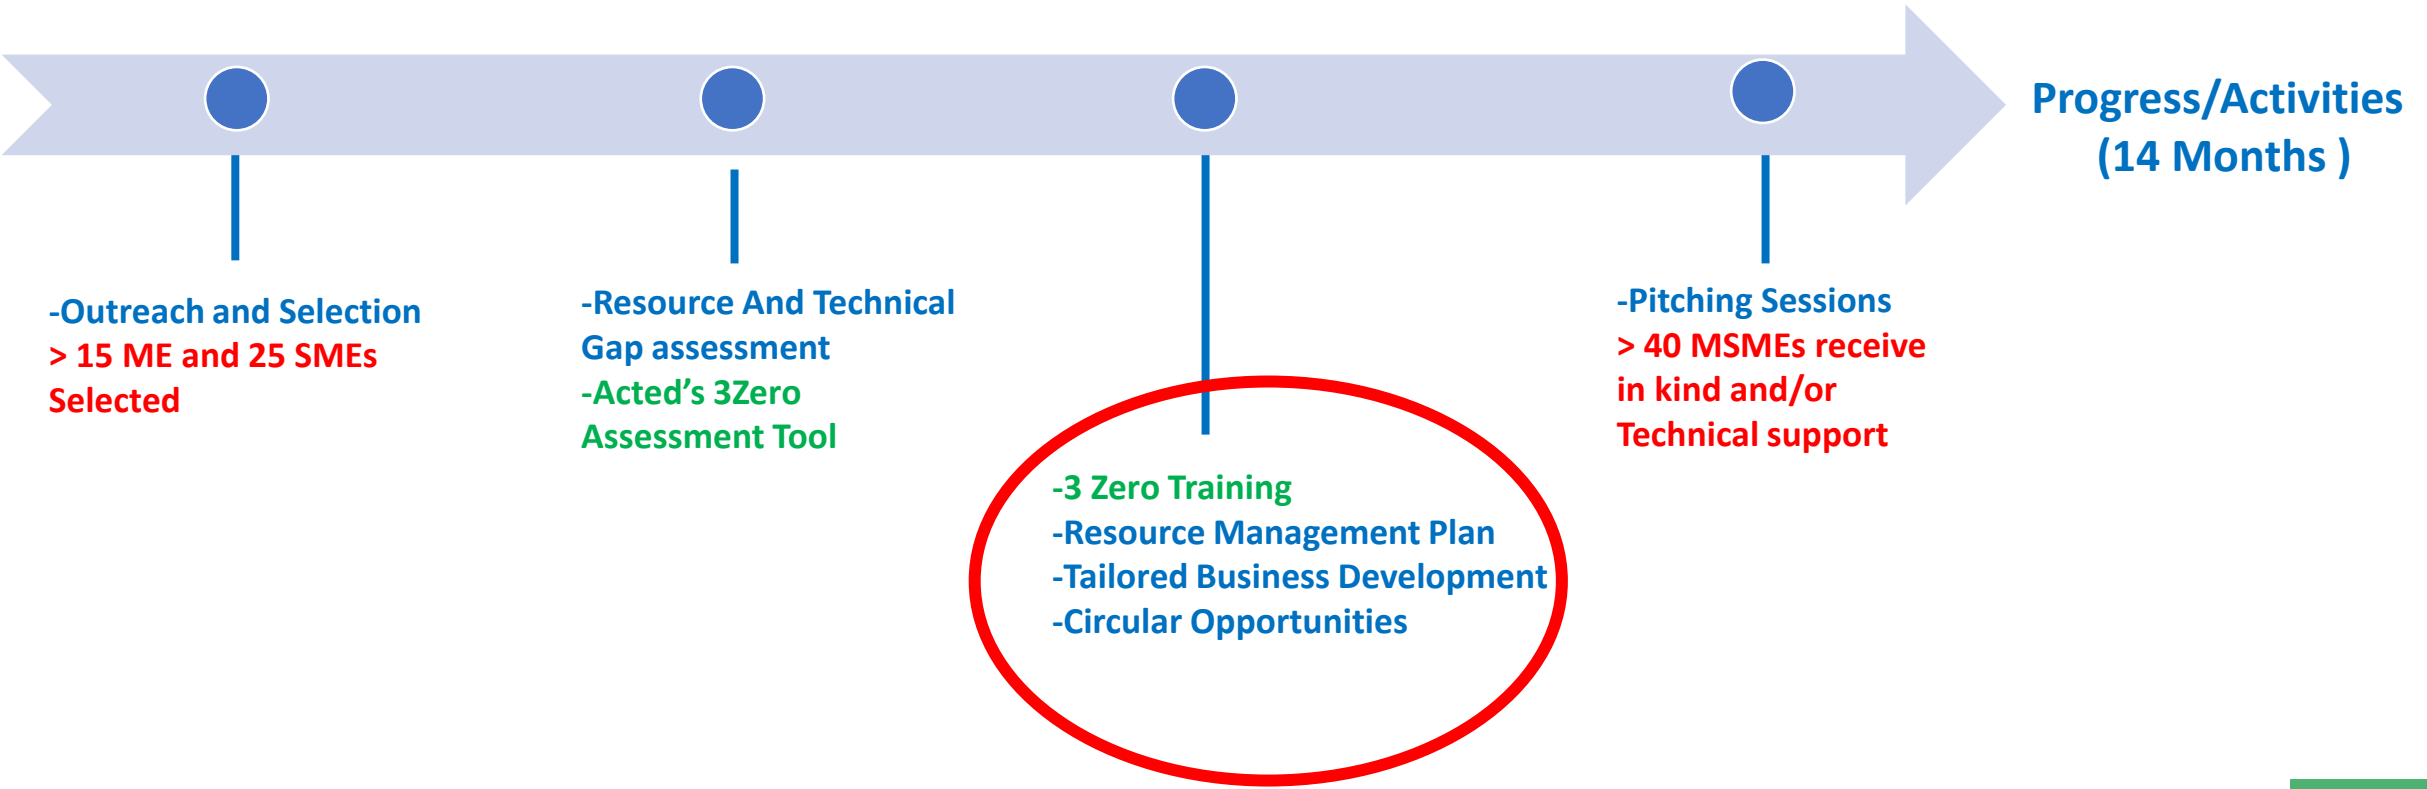 Progress/Activities
(14 Months )
-Outreach and Selection
> 15 ME and 25 SMEs
Selected
-Resource And Technical
Gap assessment
-Acted’s 3Zero
Assessment Tool
-3 Zero Training
-Resource Management Plan
-Tailored Business Development
-Circular Opportunities
-Pitching Sessions
> 40 MSMEs receive
in kind and/or
Technical support